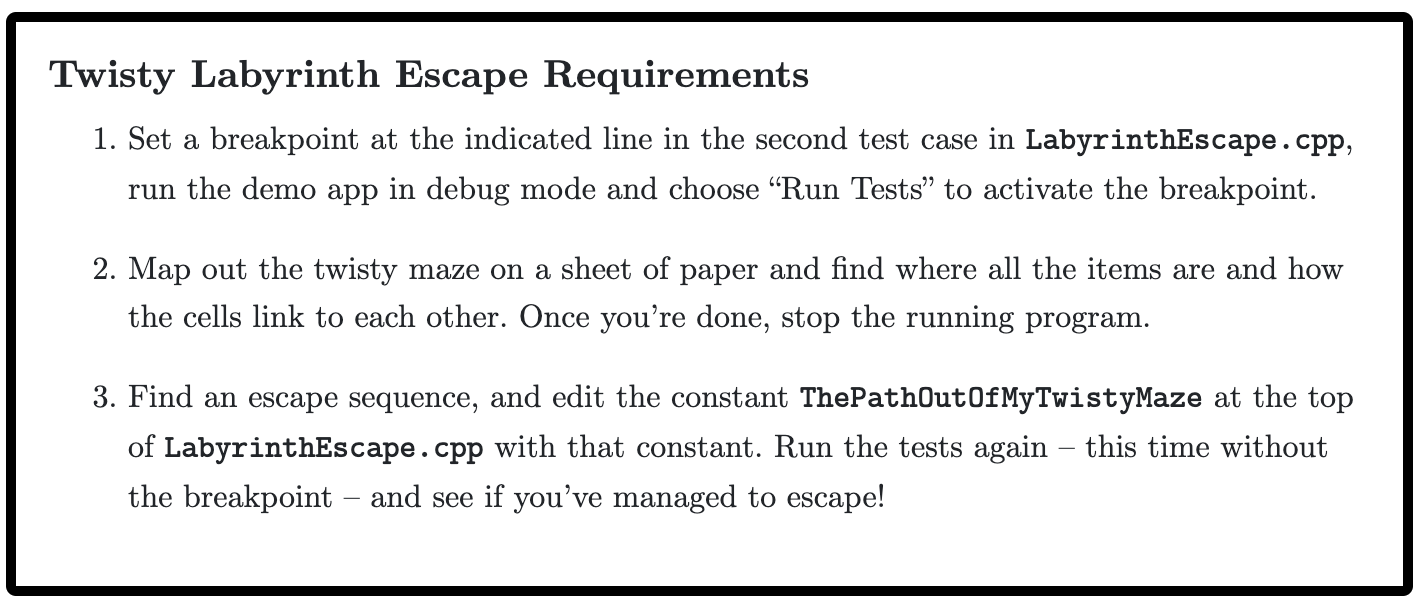 Twisty Labyrinth Escape Requirements
1. Set a breakpoint at the indicated line in the second test case in LabyrinthEscape.cpp,
run the demo app in debug mode and choose “Run Tests” to activate the breakpoint.
2. Map out the twisty maze on a sheet of paper and find where all the items are and how
the cells link to each other. Once you’re done, stop the running program.
3. Find an escape sequence, and edit the constant ThePathOutOfMyTwistyMaze at the top
of LabyrinthEscape.cpp with that constant. Run the tests again – this time without
the breakpoint – and see if you’ve managed to escape!